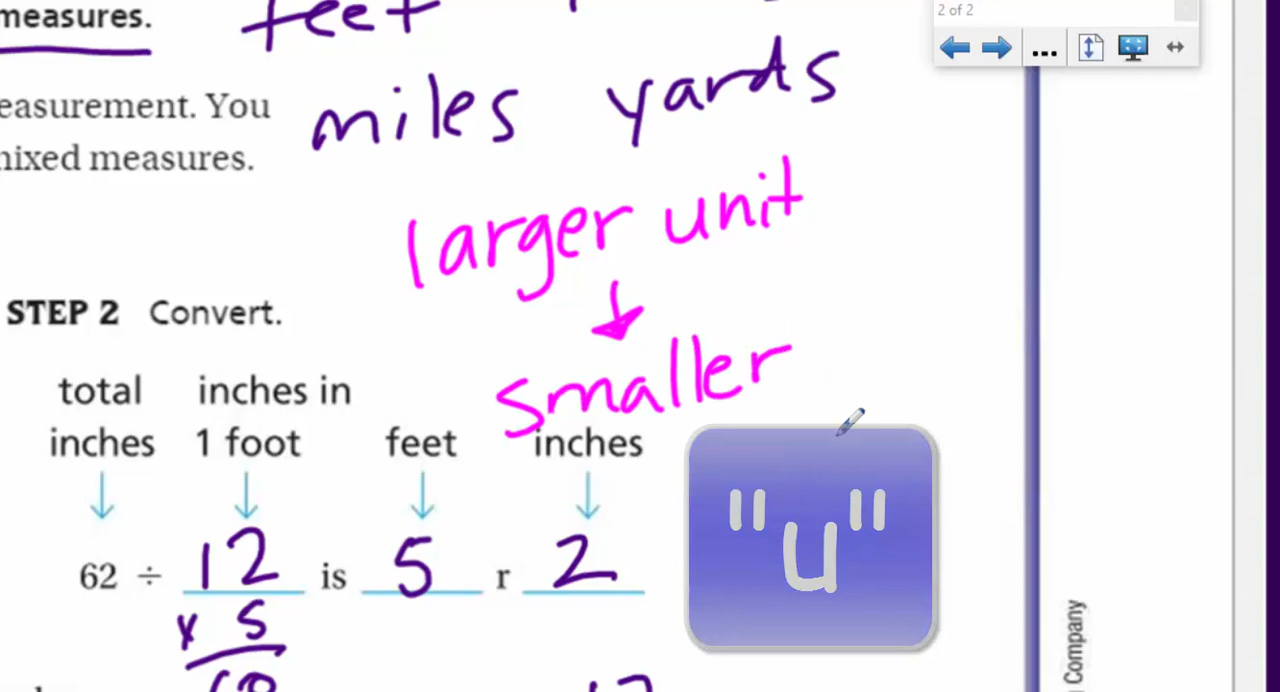 measures. feet
2 of 2
miles yards
easurement. You
nixed measures.
larger unit
smaller
STEP 2 Convert.
total inches in
inches 1 foot feet inches
"u"
62 ÷ 12 is 5 r 2
x 5
60
Company